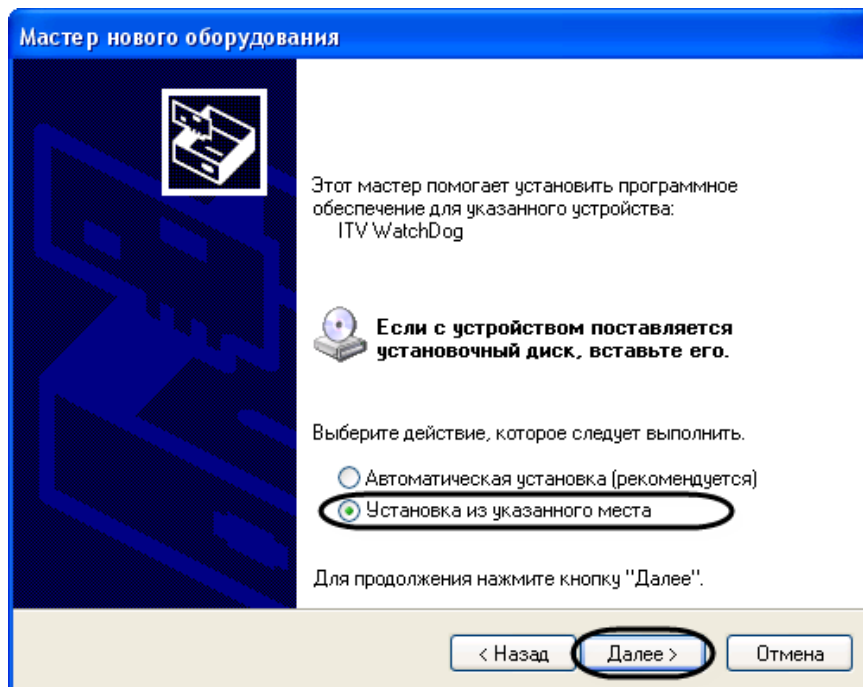 Мастер нового оборудования
Этот мастер помогает установить программное
обеспечение для указанного устройства:
ITV WatchDog
Если с устройством поставляется
установочный диск, вставьте его.
Выберите действие, которое следует выполнить.
Автоматическая установка (рекомендуется)
Установка из указанного места
Для продолжения нажмите кнопку "Далее".
< Назад Далее > Отмена